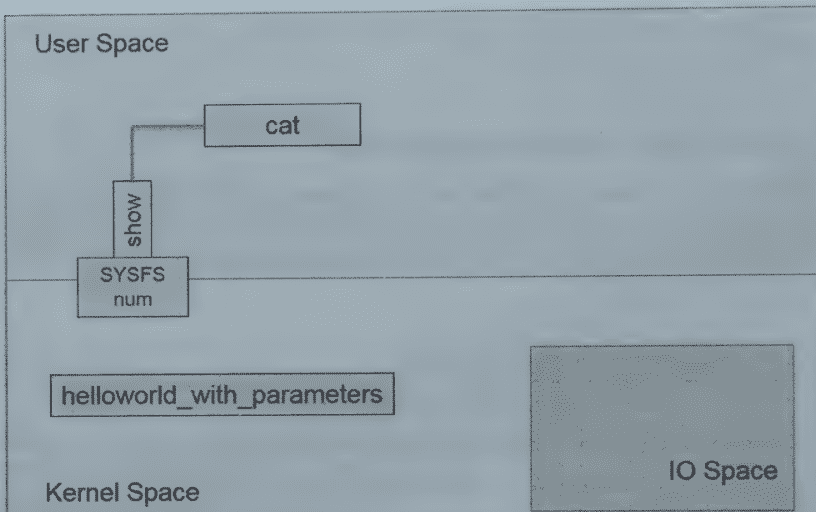 User Space
cat
show
SYSFS
num
helloworld_with_parameters
IO Space
Kernel Space